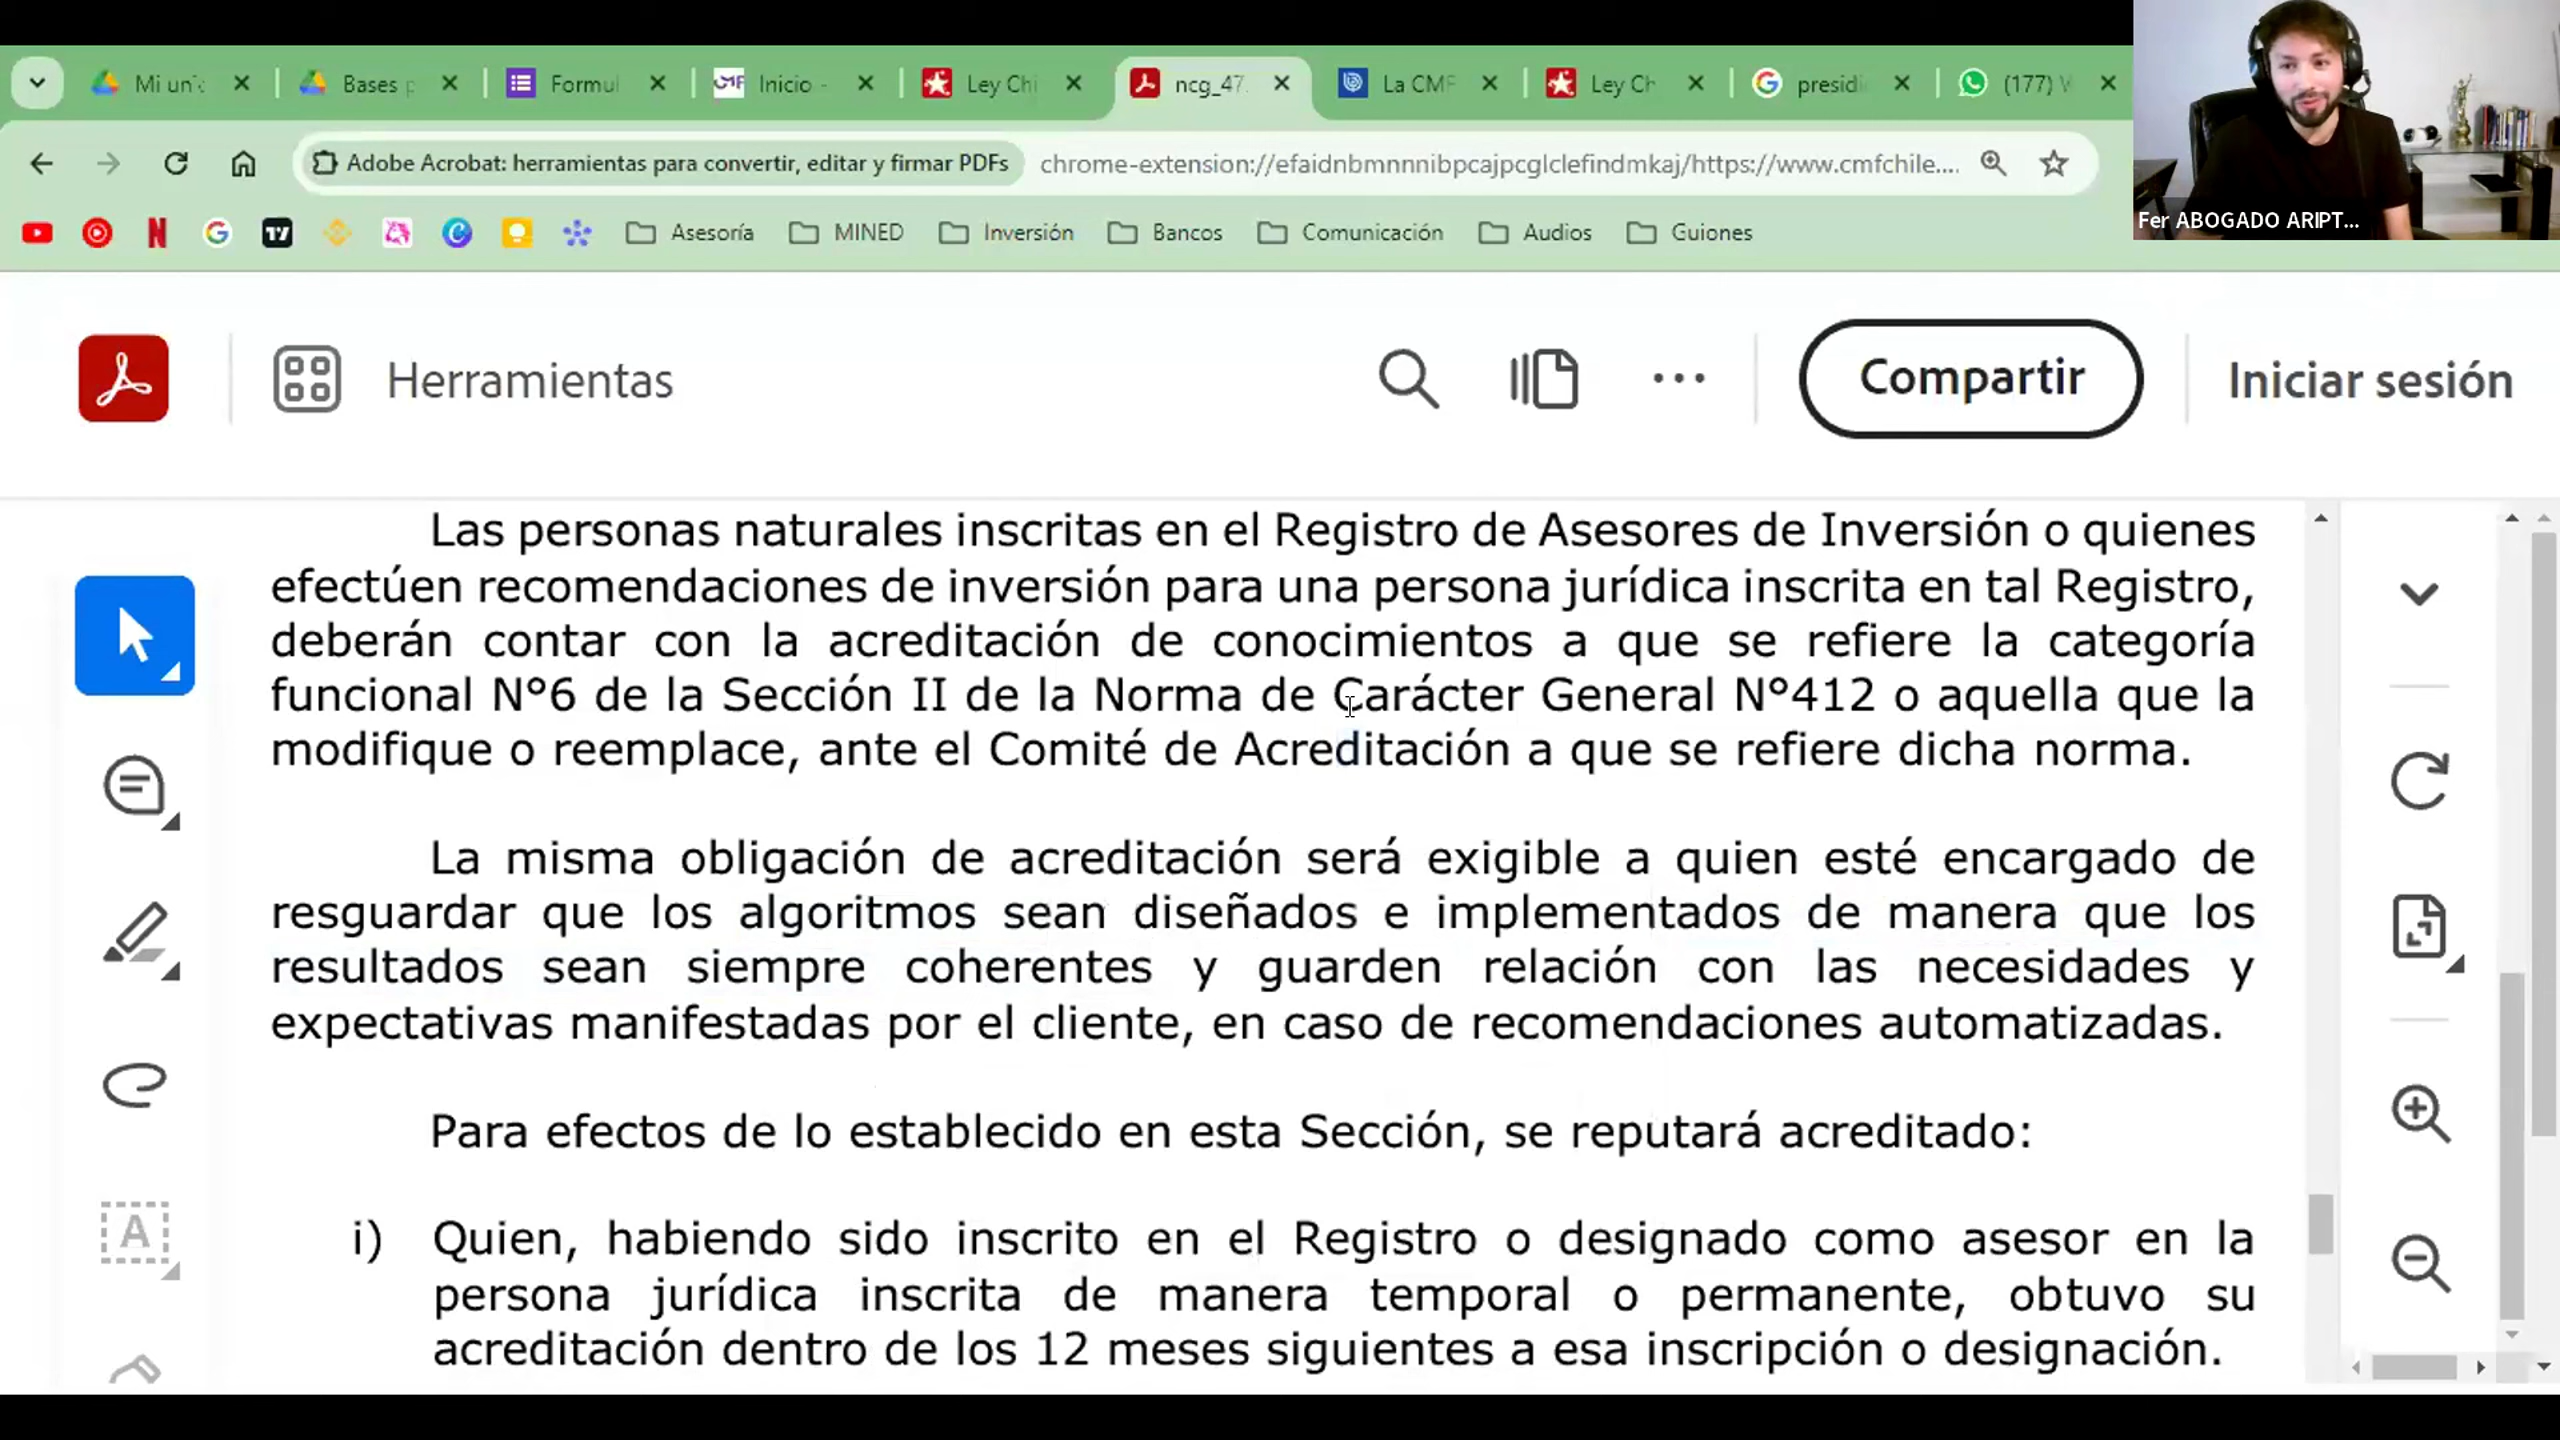 Mi uni
Bases p
Formul
CMF
Inicio -
Ley Chi
ncg_47
La CMF
Ley Ch
presid
(177) W
Adobe Acrobat: herramientas para convertir, editar y firmar PDFs
chrome-extension://efaidnbmnnnibpcajpcglclefindmkaj/https://www.cmfchile....
Fer ABOGADO ARIPT...
Asesoría
MINED
Inversión
Bancos
Comunicación
Audios
Guiones
Herramientas
Compartir
Iniciar sesión
Las personas naturales inscritas en el Registro de Asesores de Inversión o quienes
efectúen recomendaciones de inversión para una persona jurídica inscrita en tal Registro,
deberán contar con la acreditación de conocimientos a que se refiere la categoría
funcional N°6 de la Sección II de la Norma de Carácter General N°412 o aquella que la
modifique o reemplace, ante el Comité de Acreditación a que se refiere dicha norma.
La misma obligación de acreditación será exigible a quien esté encargado de
resguardar que los algoritmos sean diseñados e implementados de manera que los
resultados sean siempre coherentes y guarden relación con las necesidades y
expectativas manifestadas por el cliente, en caso de recomendaciones automatizadas.
Para efectos de lo establecido en esta Sección, se reputará acreditado:
i) Quien, habiendo sido inscrito en el Registro o designado como asesor en la
persona jurídica inscrita de manera temporal o permanente, obtuvo su
acreditación dentro de los 12 meses siguientes a esa inscripción o designación.